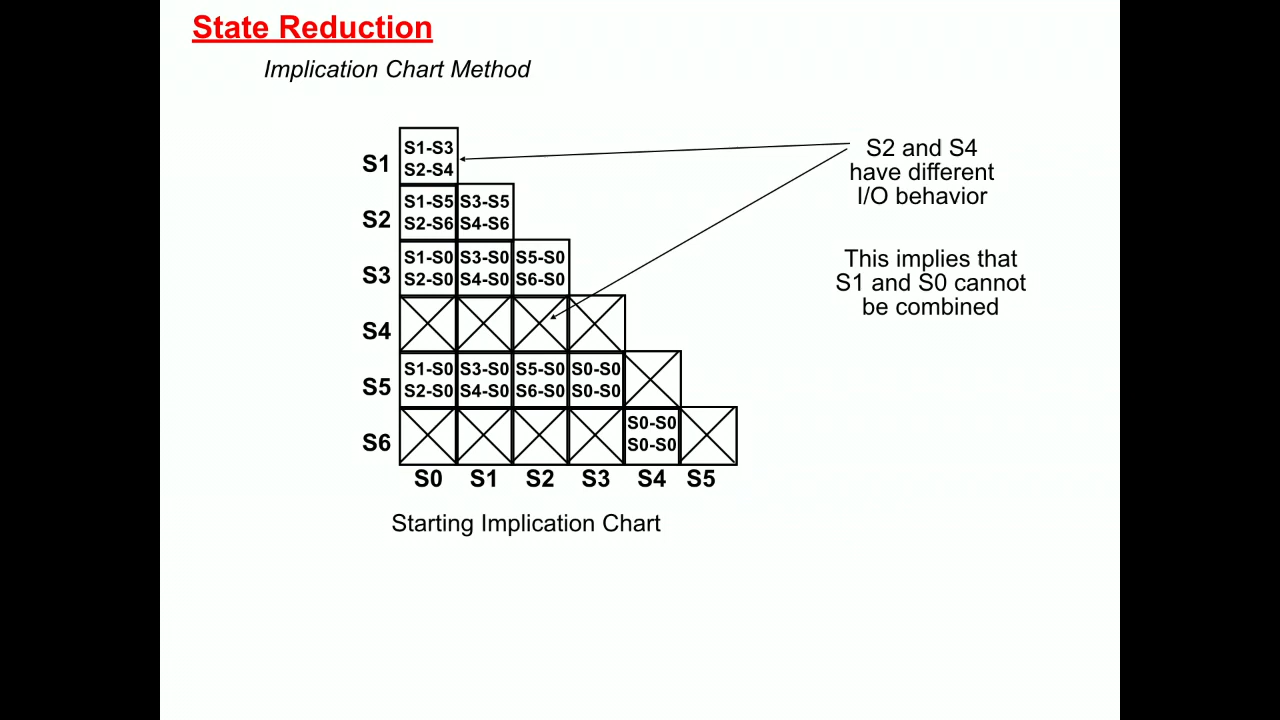 State Reduction
Implication Chart Method
S1-S3
S2-S4
S1
S2 and S4
have different
I/O behavior
S1-S5 S3-S5
S2-S6 S4-S6
S2
This implies that
S1 and S0 cannot
be combined
S1-S0 S3-S0 S5-S0
S2-S0 S4-S0 S6-S0
S3
S4
S1-S0 S3-S0 S5-S0 S0-S0
S2-S0 S4-S0 S6-S0 S0-S0
S5
S0-S0
S0-S0
S6
S0 S1 S2 S3 S4 S5
Starting Implication Chart